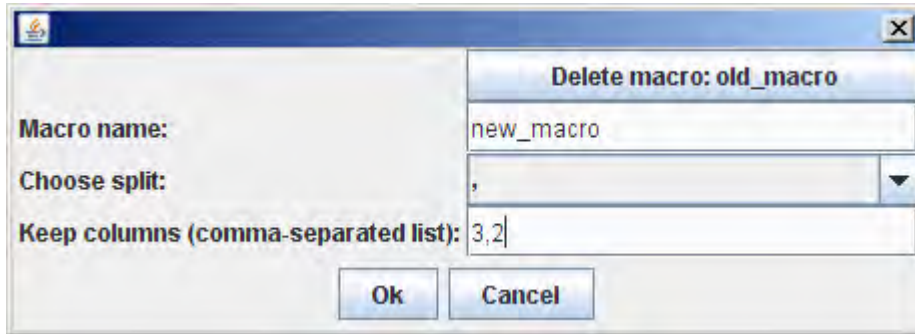 Delete macro: old_macro
Macro name: new_macro
Choose split: ,
Keep columns (comma-separated list): 3,2
Ok Cancel